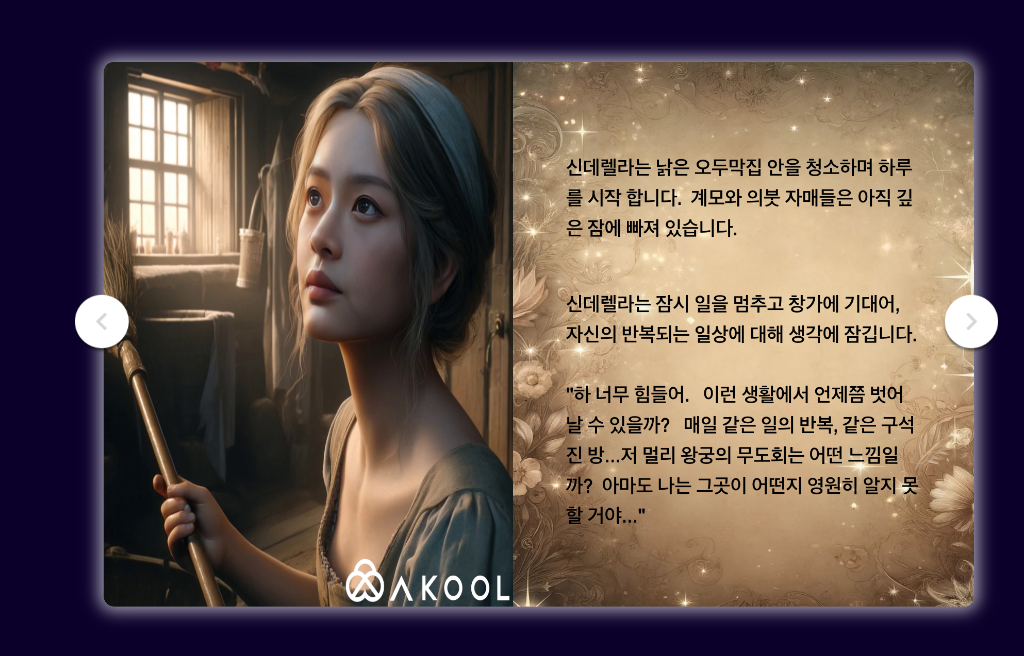 신데렐라는 낡은 오두막집 안을 청소하며 하루
를 시작 합니다.  계모와 의붓 자매들은 아직 깊
은 잠에 빠져 있습니다.
신데렐라는 잠시 일을 멈추고 창가에 기대어,
자신의 반복되는 일상에 대해 생각에 잠깁니다.
"하 너무 힘들어.   이런 생활에서 언제쯤 벗어
날 수 있을까?   매일 같은 일의 반복, 같은 구석
진 방...저 멀리 왕궁의 무도회는 어떤 느낌일
까?  아마도 나는 그곳이 어떤지 영원히 알지 못
할 거야..."
AKOOL